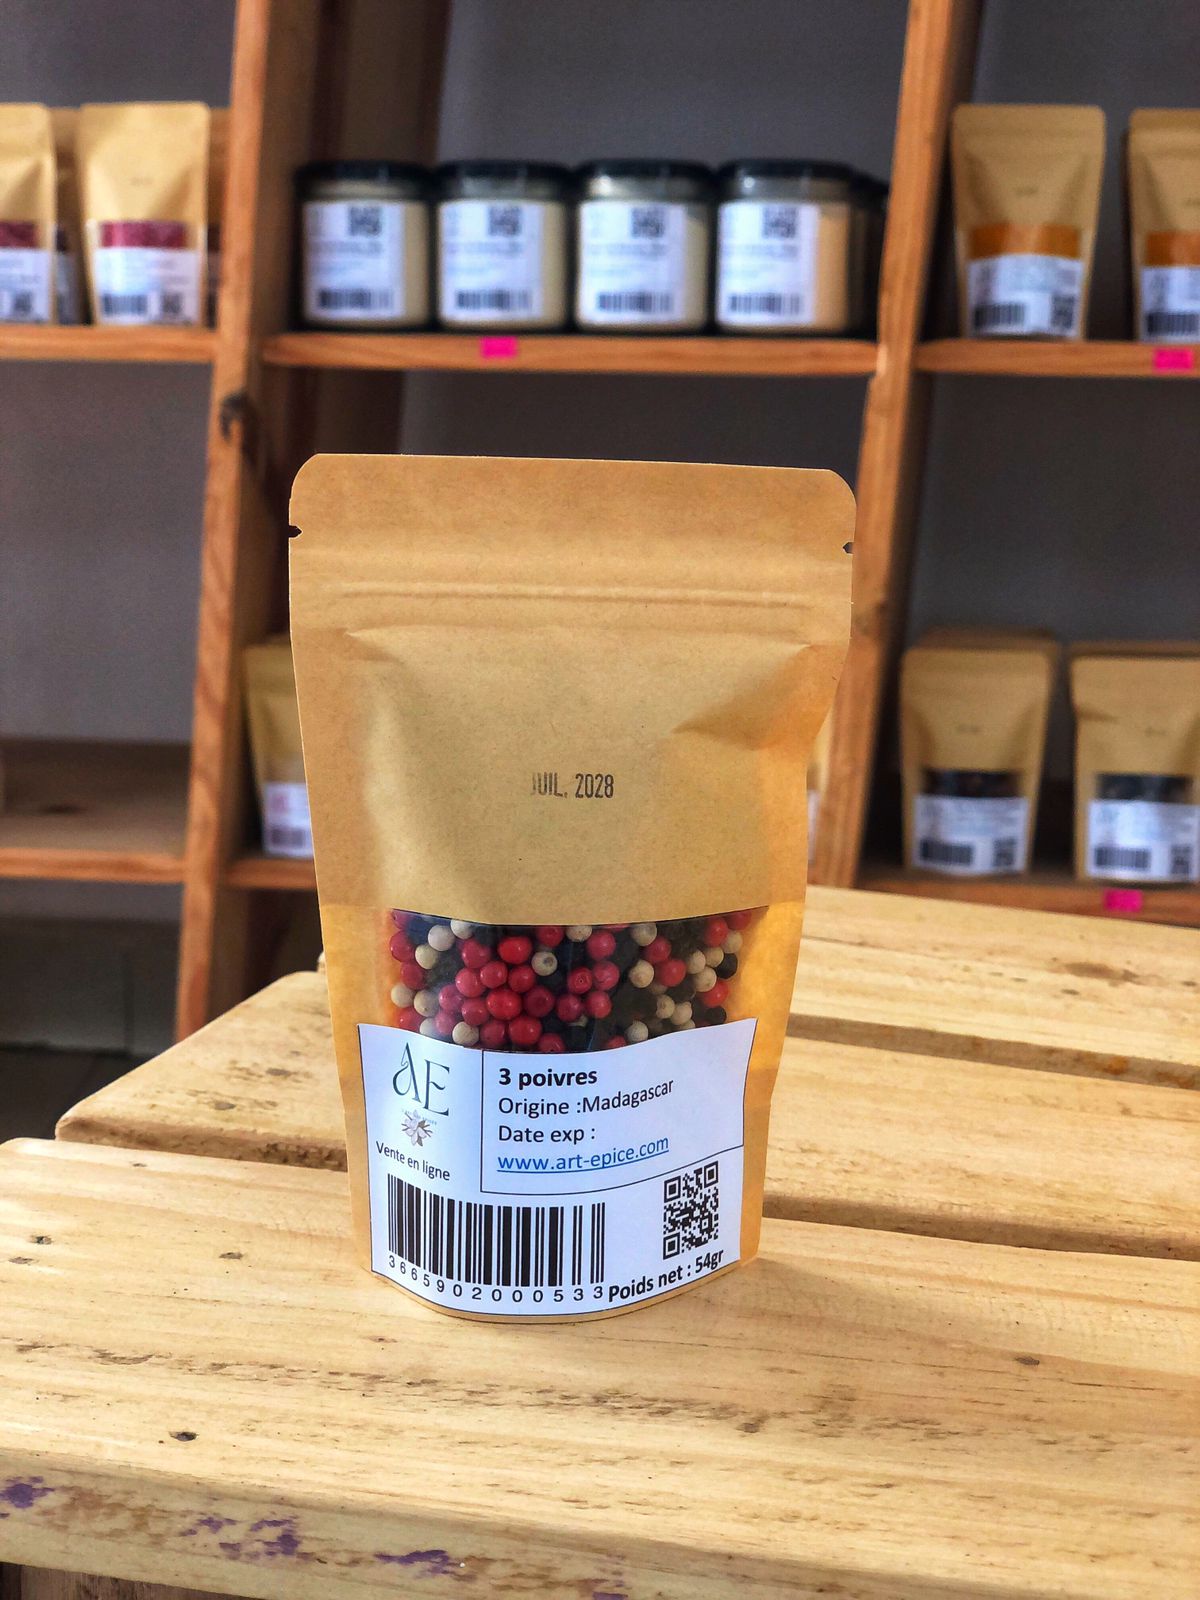 JUIL. 2028
AE
Vente en ligne
3 poivres
Origine :Madagascar
Date exp :
www.art-epice.com
3665902000533
Poids net : 54gr